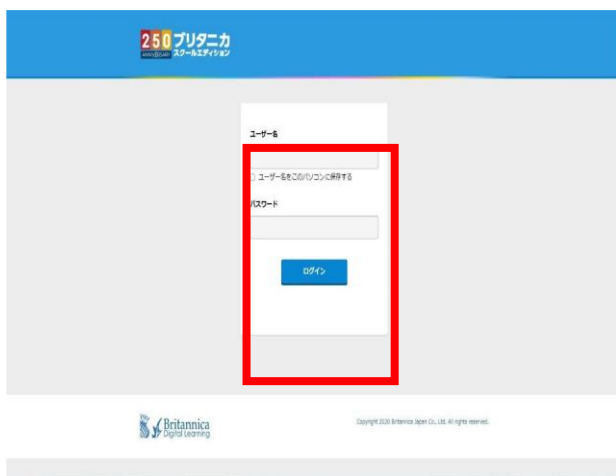 250 ブリタニカ
ANNIVERSARY スクールエディション
ユーザー名
ユーザー名をこのパソコンに保存する
パスワード
ログイン
Britannica
Digital Learning
Copyright 2020 Britannica Japan Co., Ltd. All rights reserved.